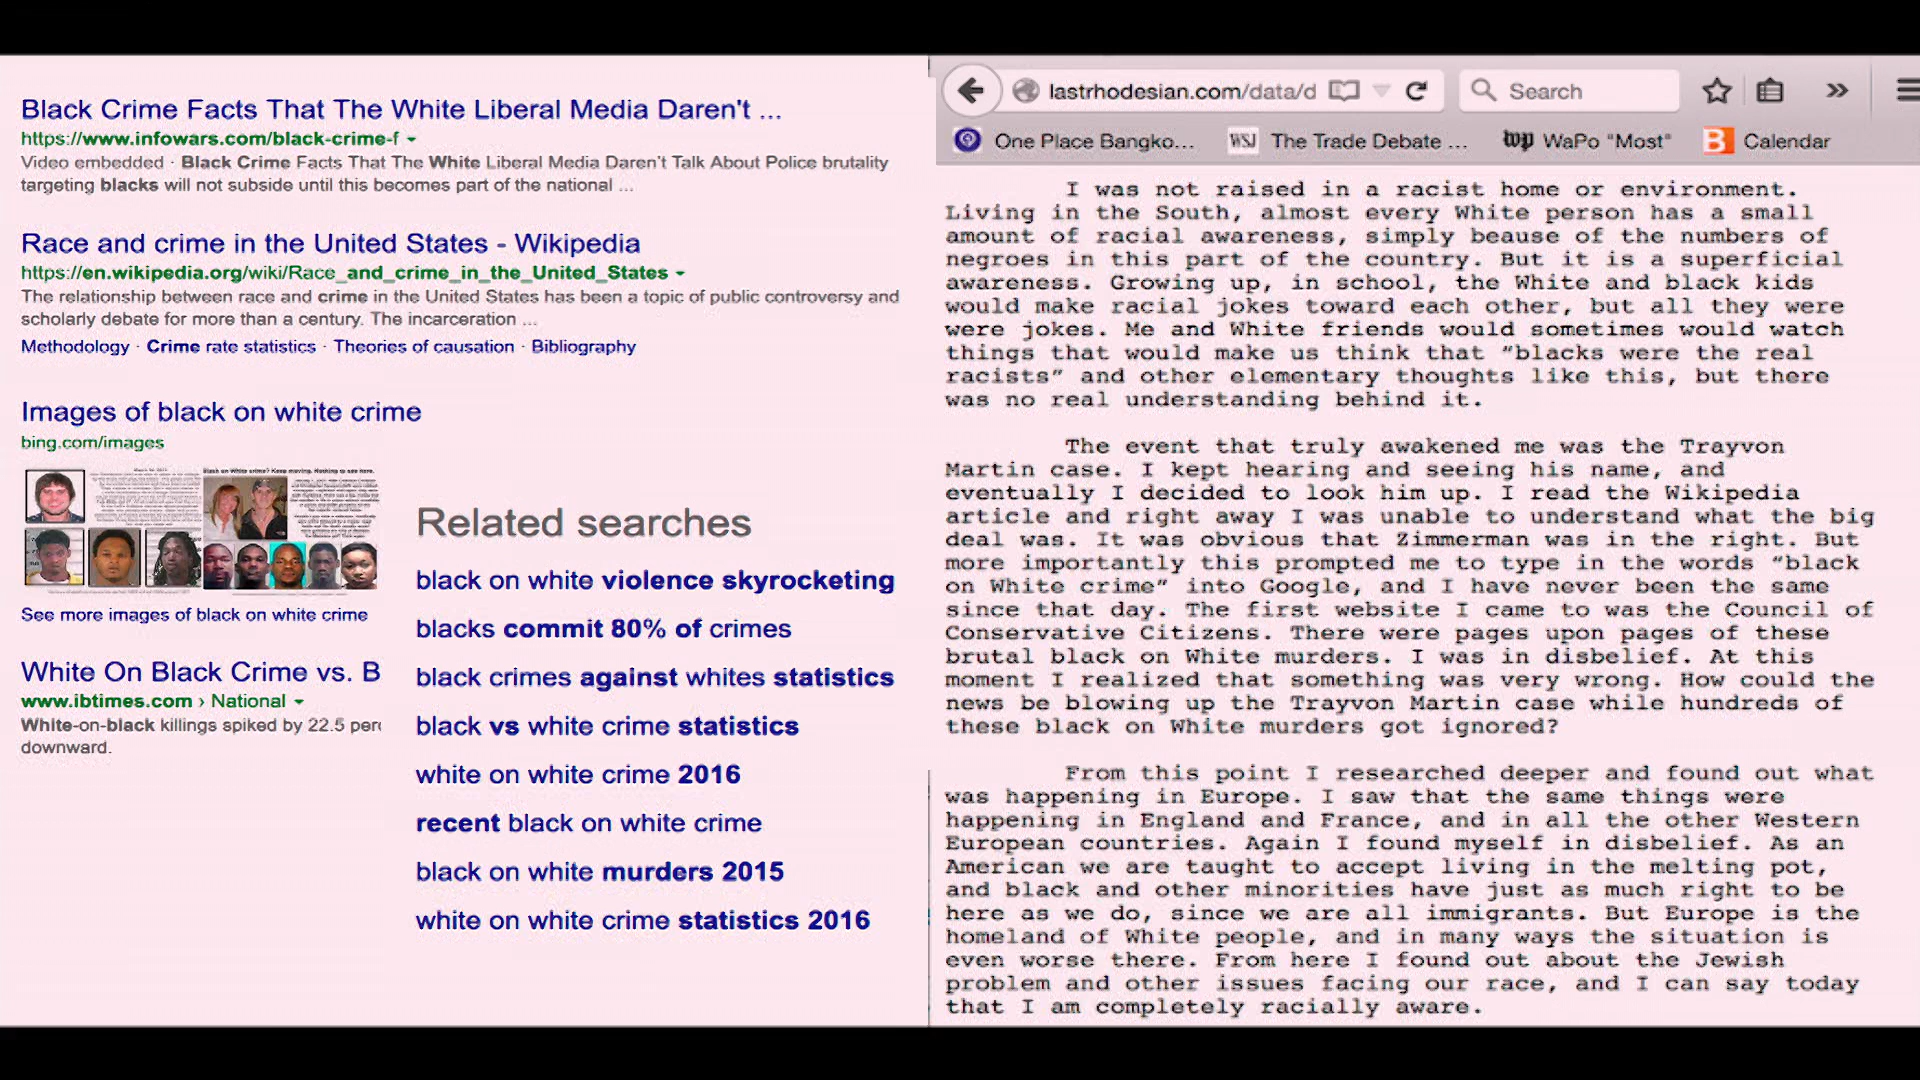 Black Crime Facts That The White Liberal Media Daren't ...
https://www.infowars.com/black-crime-f
Video embedded · Black Crime Facts That The White Liberal Media Daren't Talk About Police brutality
targeting blacks will not subside until this becomes part of the national ...
Race and crime in the United States - Wikipedia
https://en.wikipedia.org/wiki/Race_and_crime_in_the_United_States
The relationship between race and crime in the United States has been a topic of public controversy and
scholarly debate for more than a century. The incarceration ...
Methodology · Crime rate statistics · Theories of causation · Bibliography
Images of black on white crime
bing.com/images
Black on White crime? Keep moving. Nothing to see here.
See more images of black on white crime
White On Black Crime vs. B
www.ibtimes.com › National
White-on-black killings spiked by 22.5 perc
downward.
Related searches
black on white violence skyrocketing
blacks commit 80% of crimes
black crimes against whites statistics
black vs white crime statistics
white on white crime 2016
recent black on white crime
black on white murders 2015
white on white crime statistics 2016
lastrhodesian.com/data/d
Search
One Place Bangko...
WSJ The Trade Debate ...
wp WaPo "Most"
B Calendar
I was not raised in a racist home or environment.
Living in the South, almost every White person has a small
amount of racial awareness, simply beause of the numbers of
negroes in this part of the country. But it is a superficial
awareness. Growing up, in school, the White and black kids
would make racial jokes toward each other, but all they were
were jokes. Me and White friends would sometimes would watch
things that would make us think that "blacks were the real
racists" and other elementary thoughts like this, but there
was no real understanding behind it.
The event that truly awakened me was the Trayvon
Martin case. I kept hearing and seeing his name, and
eventually I decided to look him up. I read the Wikipedia
article and right away I was unable to understand what the big
deal was. It was obvious that Zimmerman was in the right. But
more importantly this prompted me to type in the words "black
on White crime" into Google, and I have never been the same
since that day. The first website I came to was the Council of
Conservative Citizens. There were pages upon pages of these
brutal black on White murders. I was in disbelief. At this
moment I realized that something was very wrong. How could the
news be blowing up the Trayvon Martin case while hundreds of
these black on White murders got ignored?
From this point I researched deeper and found out what
was happening in Europe. I saw that the same things were
happening in England and France, and in all the other Western
European countries. Again I found myself in disbelief. As an
American we are taught to accept living in the melting pot,
and black and other minorities have just as much right to be
here as we do, since we are all immigrants. But Europe is the
homeland of White people, and in many ways the situation is
even worse there. From here I found out about the Jewish
problem and other issues facing our race, and I can say today
that I am completely racially aware.